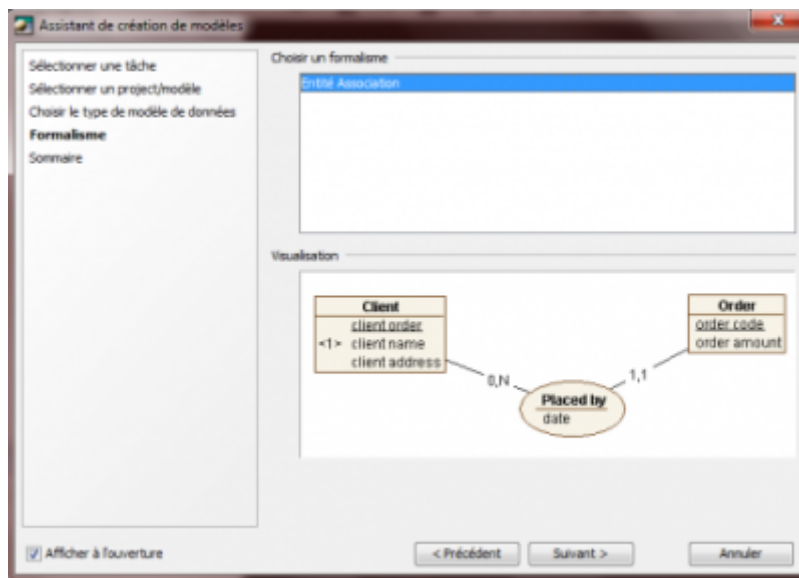 Assistant de création de modèles
Sélectionner une tâche
Sélectionner un project/modèle
Choisir le type de modèle de données
Formalisme
Sommaire
Choisir un formalisme
Entité Association
Visualisation
Client
client order
<1> client name
client address
Order
order code
order amount
0,N
1,1
Placed by
date
Afficher à l'ouverture
< Précédent
Suivant >
Annuler